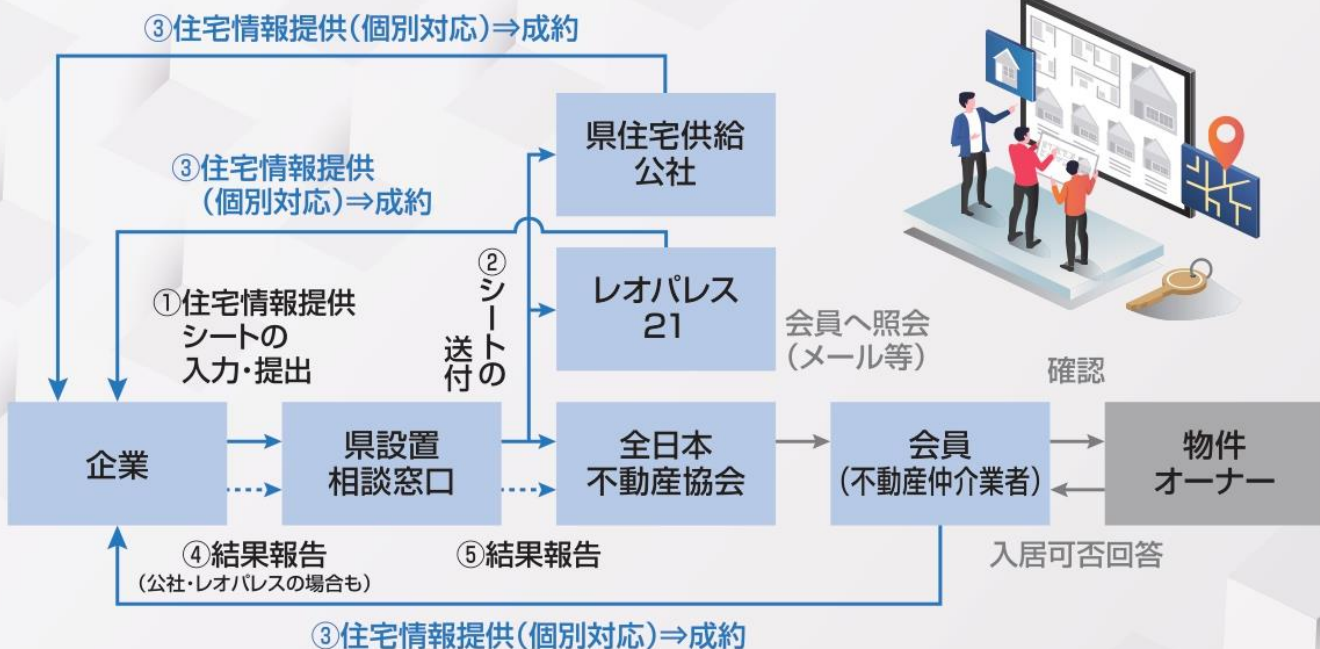 ③住宅情報提供(個別対応)⇒成約
県住宅供給
公社
③住宅情報提供
(個別対応)⇒成約
レオパレス
21
①住宅情報提供
シートの
入力・提出
②シートの
送付
会員へ照会
(メール等)
確認
企業
県設置
相談窓口
全日本
不動産協会
会員
(不動産仲介業者)
物件
オーナー
④結果報告
(公社・レオパレスの場合も)
⑤結果報告
入居可否回答
③住宅情報提供(個別対応)⇒成約